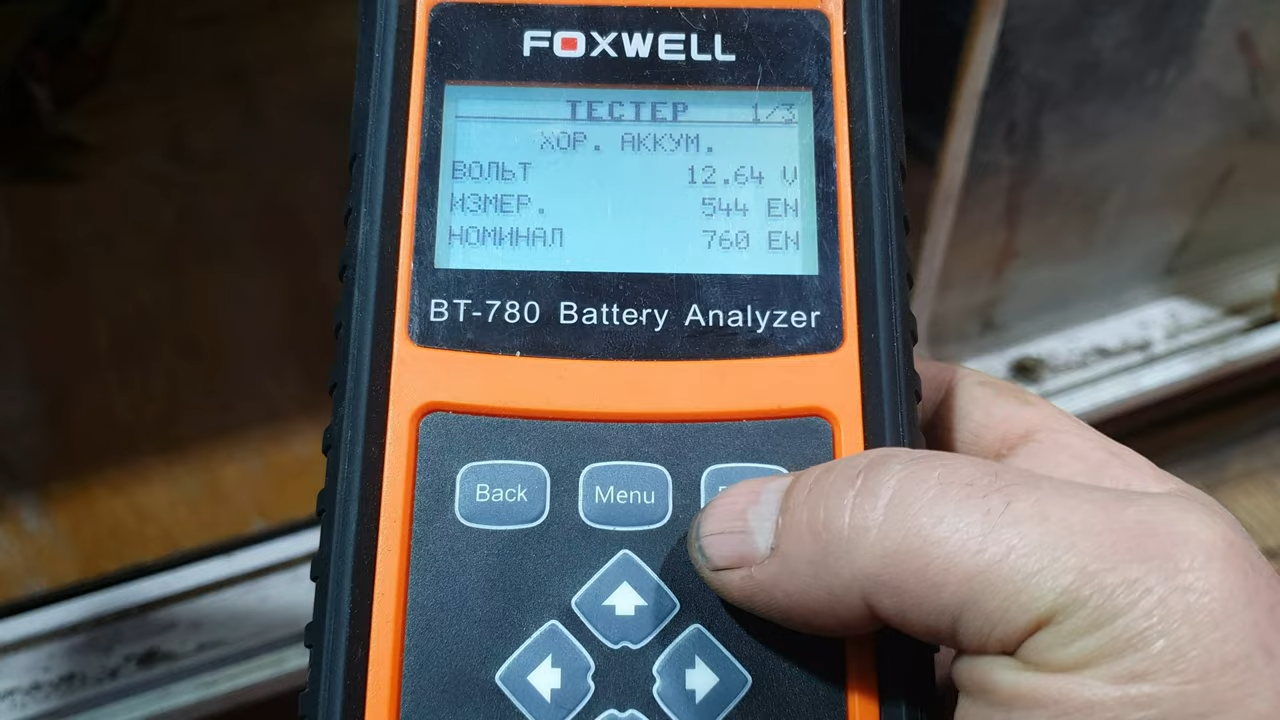 FOXWELL
ТЕСТЕР 1/3
ХОР. АККУМ.
ВОЛЬТ 12.64 V
ИЗМЕР. 544 EN
НОМИНАЛ 760 EN
BT-780 Battery Analyzer
Back Menu